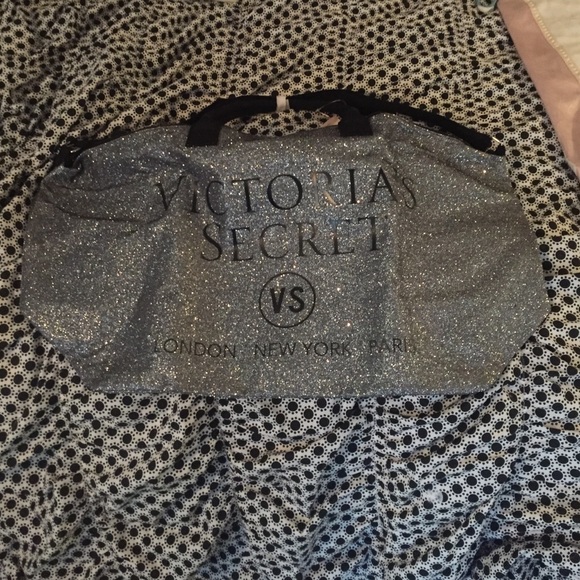 VICTORIA'S
SECRET
VS
LONDON NEW YORK PARIS